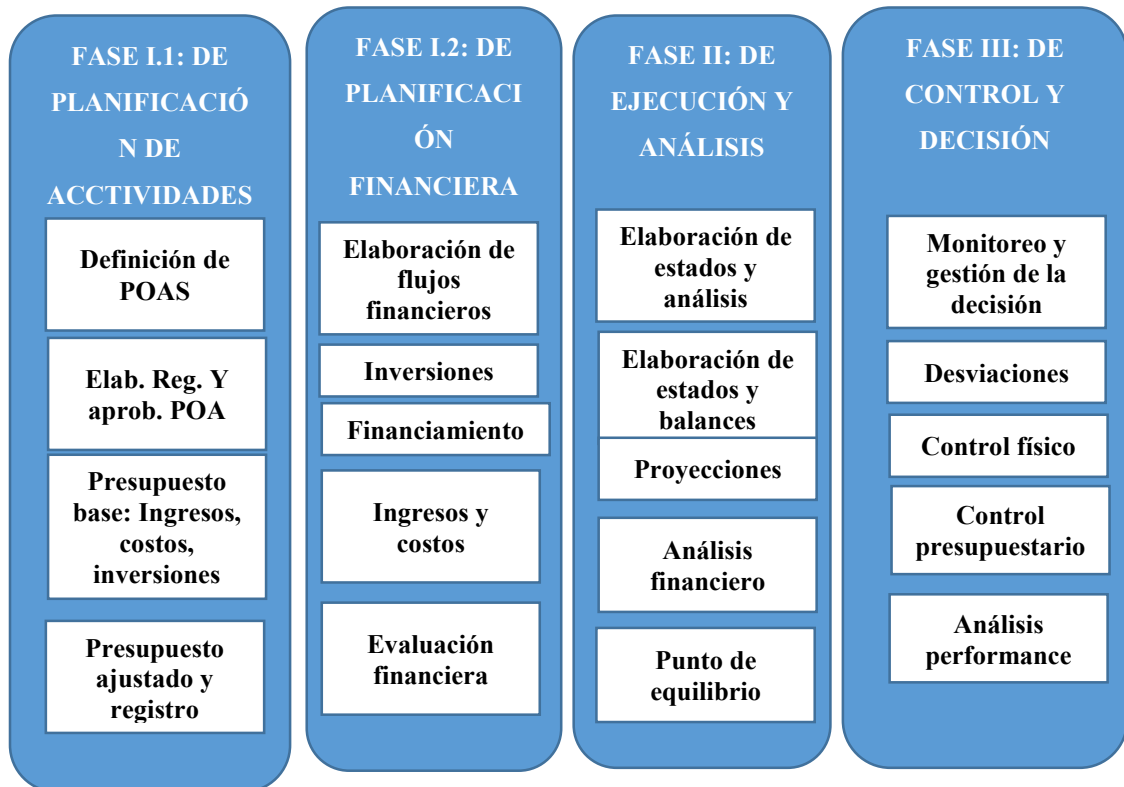 FASE I.1: DE
PLANIFICACIÓ
N DE
ACCTIVIDADES
Definición de
POAS
Elab. Reg. Y
aprob. POA
Presupuesto
base: Ingresos,
costos,
inversiones
Presupuesto
ajustado y
registro
FASE I.2: DE
PLANIFICACI
ÓN
FINANCIERA
Elaboración de
flujos
financieros
Inversiones
Financiamiento
Ingresos y
costos
Evaluación
financiera
FASE II: DE
EJECUCIÓN Y
ANÁLISIS
Elaboración de
estados y
análisis
Elaboración de
estados y
balances
Proyecciones
Análisis
financiero
Punto de
equilibrio
FASE III: DE
CONTROL Y
DECISIÓN
Monitoreo y
gestión de la
decisión
Desviaciones
Control físico
Control
presupuestario
Análisis
performance